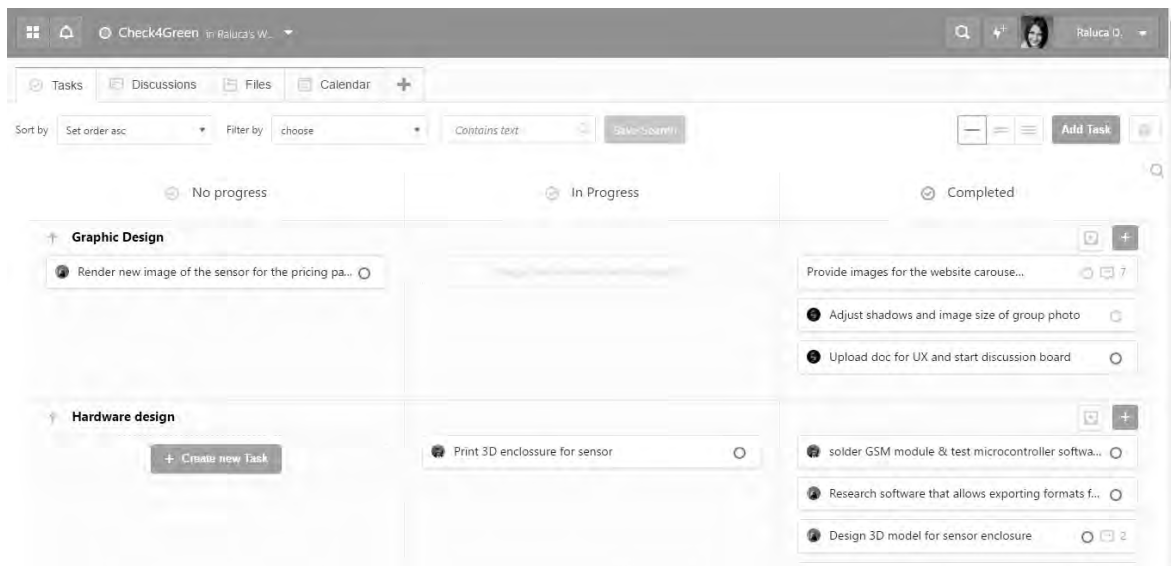 Check4Green in Raluca's W...
Raluca O.
Tasks Discussions Files Calendar
Sort by Set order asc Filter by choose Contains text Save Search Add Task
No progress In Progress Completed
Graphic Design
Render new image of the sensor for the pricing pa... Provide images for the website carouse... 7
Adjust shadows and image size of group photo
Upload doc for UX and start discussion board
Hardware design
+ Create new Task Print 3D enclossure for sensor solder GSM module & test microcontroller softwa...
Research software that allows exporting formats f...
Design 3D model for sensor enclosure 2